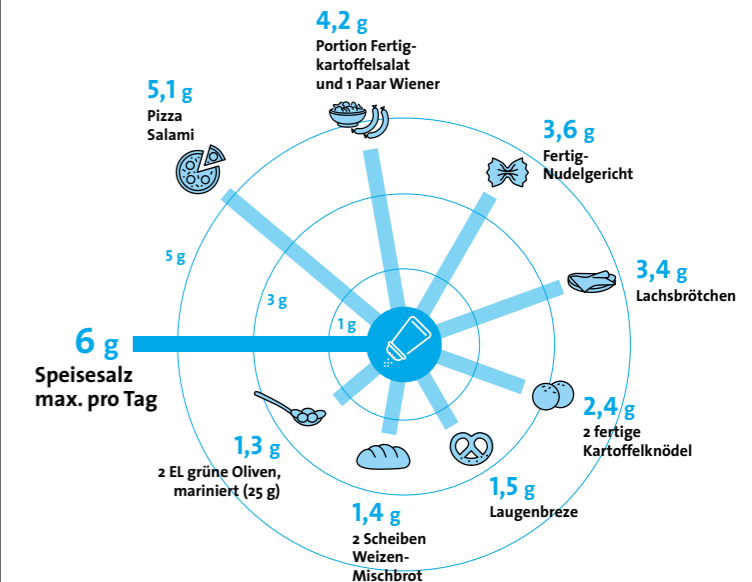 4,2 g
Portion Fertig-
kartoffelsalat
und 1 Paar Wiener
5,1 g
Pizza
Salami
3,6 g
Fertig-
Nudelgericht
5 g
3 g
1 g
3,4 g
Lachsbrötchen
6 g
Speisesalz
max. pro Tag
2,4 g
2 fertige
Kartoffelknödel
1,3 g
2 EL grüne Oliven,
mariniert (25 g)
1,5 g
Laugenbreze
1,4 g
2 Scheiben
Weizen-
Mischbrot